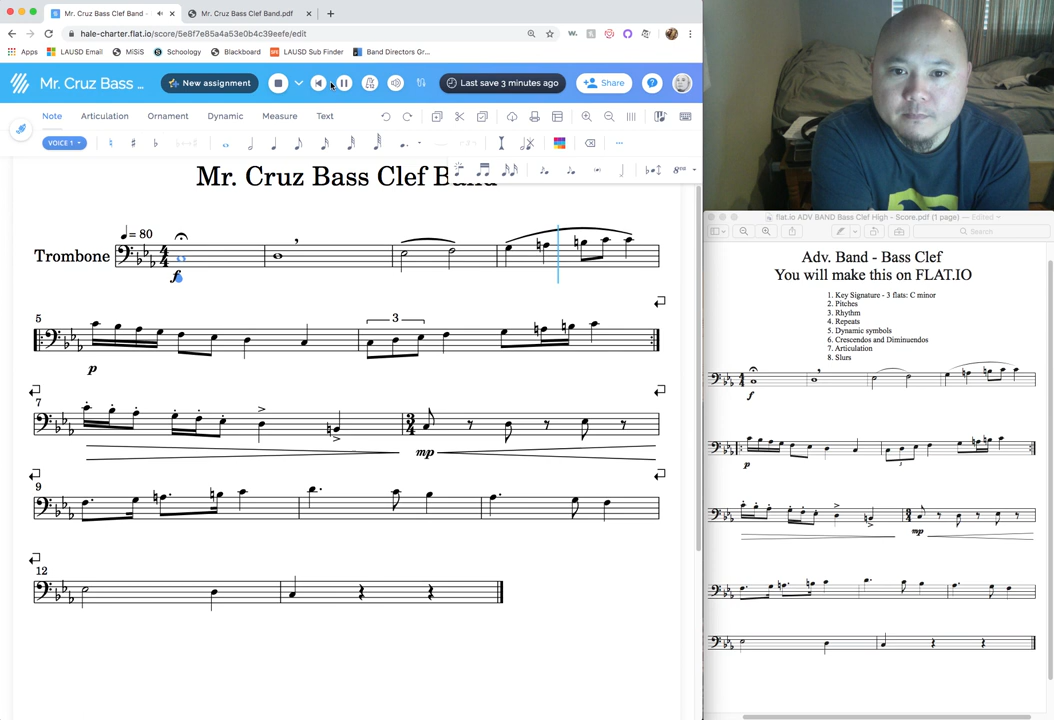 Mr. Cruz Bass Clef Band -
Mr. Cruz Bass Clef Band.pdf
hale-charter.flat.io/score/5e8f7e85a4a53e0b4c39eefe/edit
Apps
LAUSD Email
MiSiS
Schoology
Blackboard
LAUSD Sub Finder
Band Directors Gr...
Mr. Cruz Bass ...
New assignment
Last save 3 minutes ago
Share
Note
Articulation
Ornament
Dynamic
Measure
Text
VOICE 1
Mr. Cruz Bass Clef Band
= 80
Trombone
f
5
3
p
7
mp
9
12
flat.io ADV BAND Bass Clef High - Score.pdf (1 page) — Edited
Search
Adv. Band - Bass Clef
You will make this on FLAT.IO
1. Key Signature - 3 flats: C minor
2. Pitches
3. Rhythm
4. Repeats
5. Dynamic symbols
6. Crescendos and Diminuendos
7. Articulation
8. Slurs
f
p
3
mp